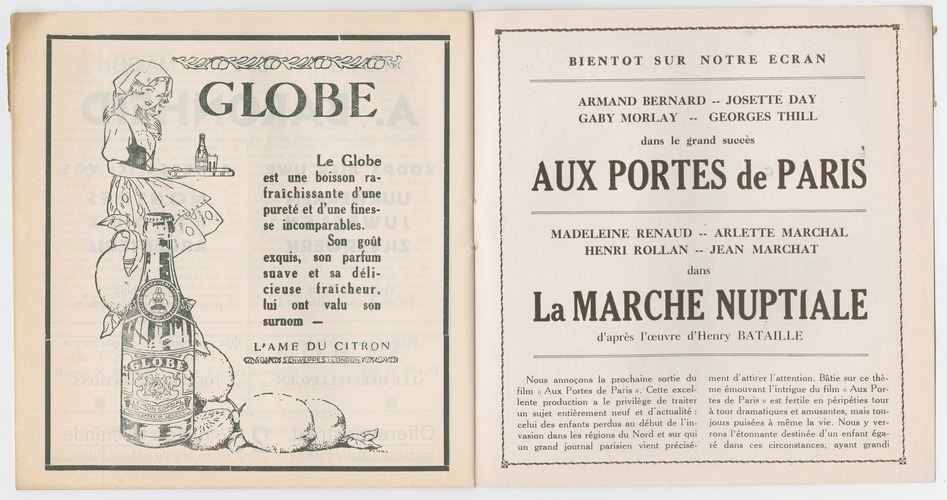 GLOBE
Le Globe
est une boisson ra-
fraîchissante d'une
pureté et d'une fines-
se incomparables.
Son goût
exquis, son parfum
suave et sa déli-
cieuse fraicheur,
lui ont valu son
surnom —
L'AME DU CITRON
SCHWEPPES LONDON
GLOBE
BIENTOT SUR NOTRE ECRAN
ARMAND BERNARD -- JOSETTE DAY
GABY MORLAY -- GEORGES THILL
dans le grand succès
AUX PORTES de PARIS
MADELEINE RENAUD -- ARLETTE MARCHAL
HENRI ROLLAN -- JEAN MARCHAT
dans
La MARCHE NUPTIALE
d'après l'œuvre d'Henry BATAILLE
Nous annoçons la prochaine sortie du
film « Aux Portes de Paris ». Cette excel-
lente production a le privilège de traiter
un sujet entièrement neuf et d'actualité :
celui des enfants perdus au début de l'in-
vasion dans les régions du Nord et sur qui
un grand journal parisien vient précisé-
ment d'attirer l'attention. Bâtie sur ce thè-
me émouvant l'intrigue du film « Aux Por-
tes de Paris » est fertile en péripéties tour
à tour dramatiques et amusantes, mais tou-
jours puisées à même la vie. Nous y ver-
rons l'étonnante destinée d'un enfant éga-
ré dans ces circonstances, ayant grandi